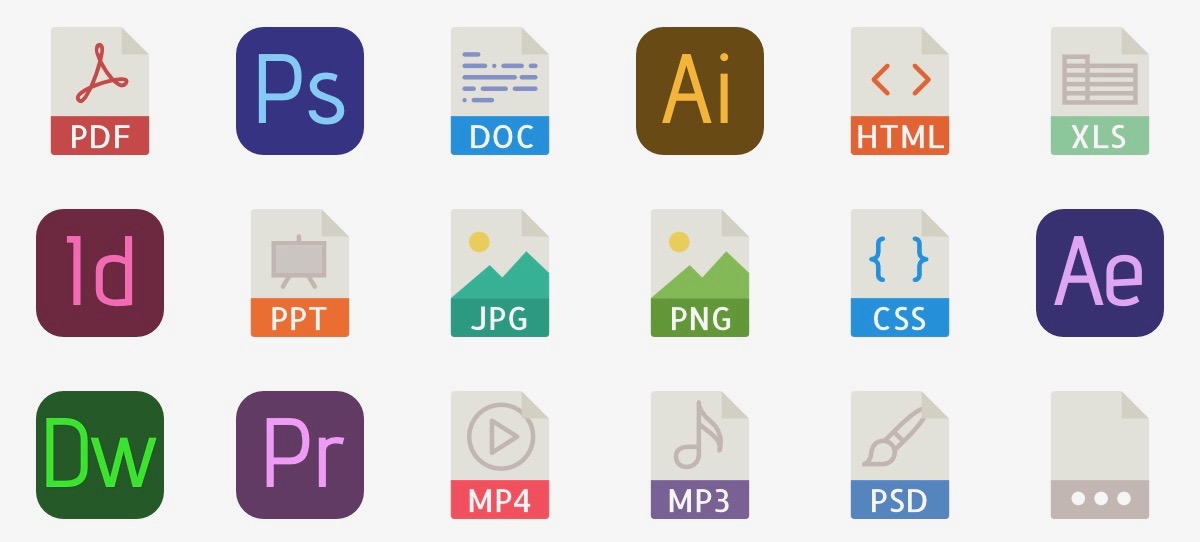 PDF
Ps
DOC
Ai
HTML
XLS
Id
PPT
JPG
PNG
CSS
Ae
Dw
Pr
MP4
MP3
PSD